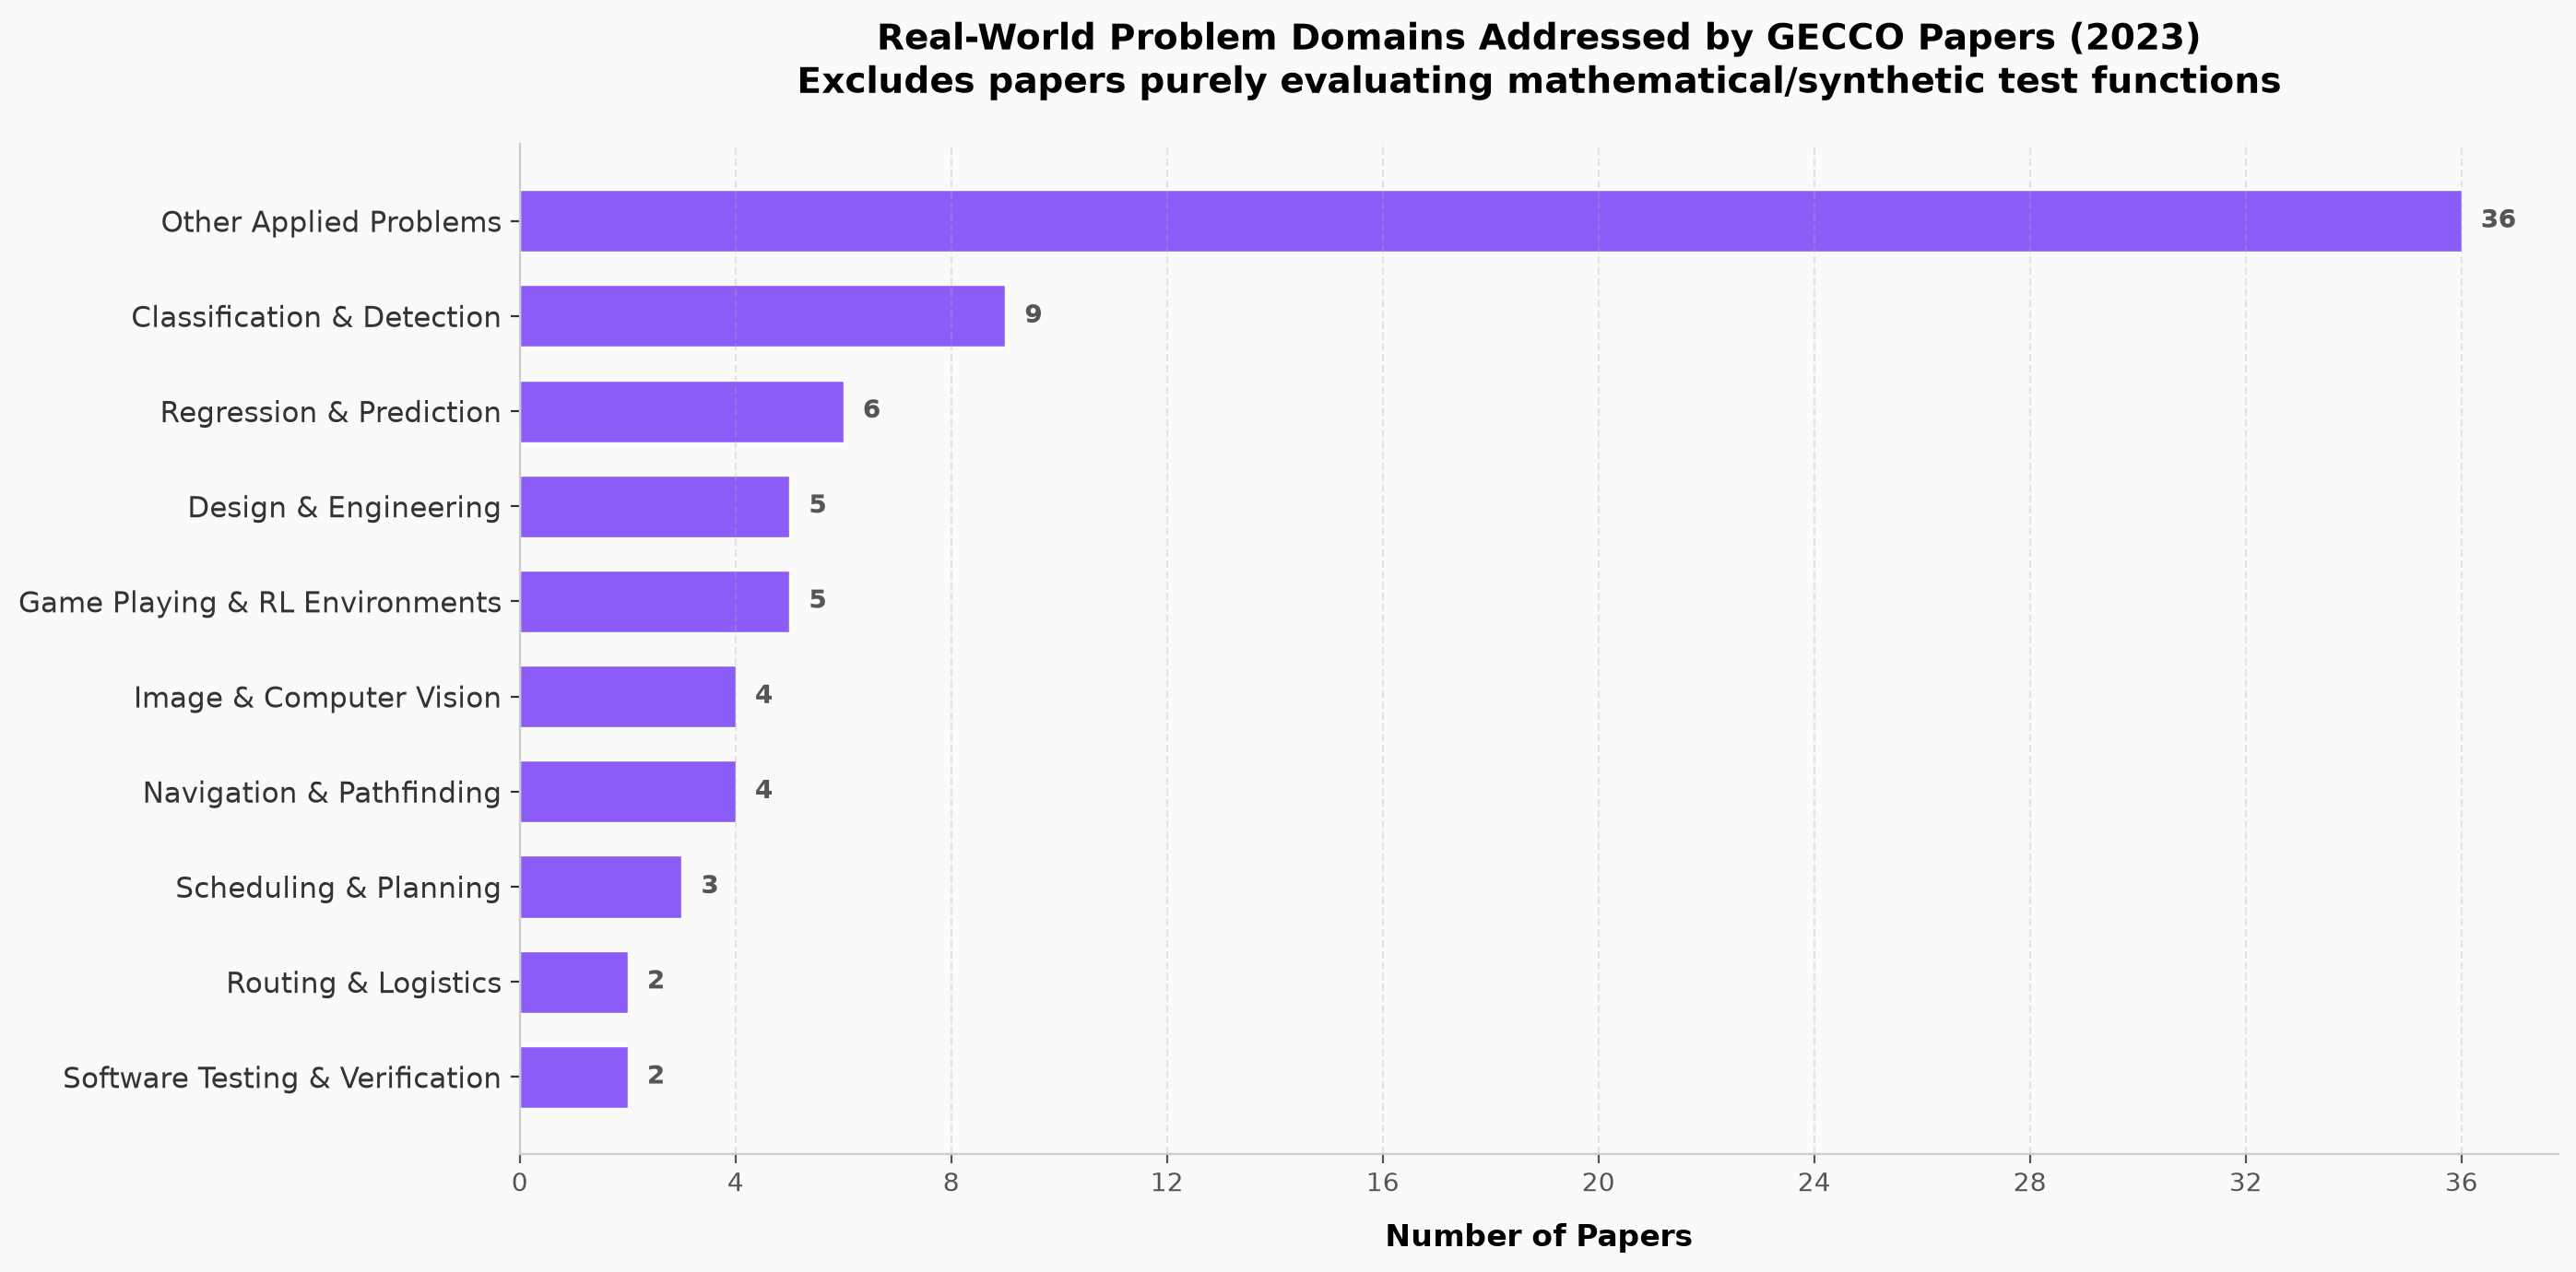 Real-World Problem Domains Addressed by GECCO Papers (2023)
Excludes papers purely evaluating mathematical/synthetic test functions
Other Applied Problems 36
Classification & Detection 9
Regression & Prediction 6
Design & Engineering 5
Game Playing & RL Environments 5
Image & Computer Vision 4
Navigation & Pathfinding 4
Scheduling & Planning 3
Routing & Logistics 2
Software Testing & Verification 2
0 4 8 12 16 20 24 28 32 36
Number of Papers